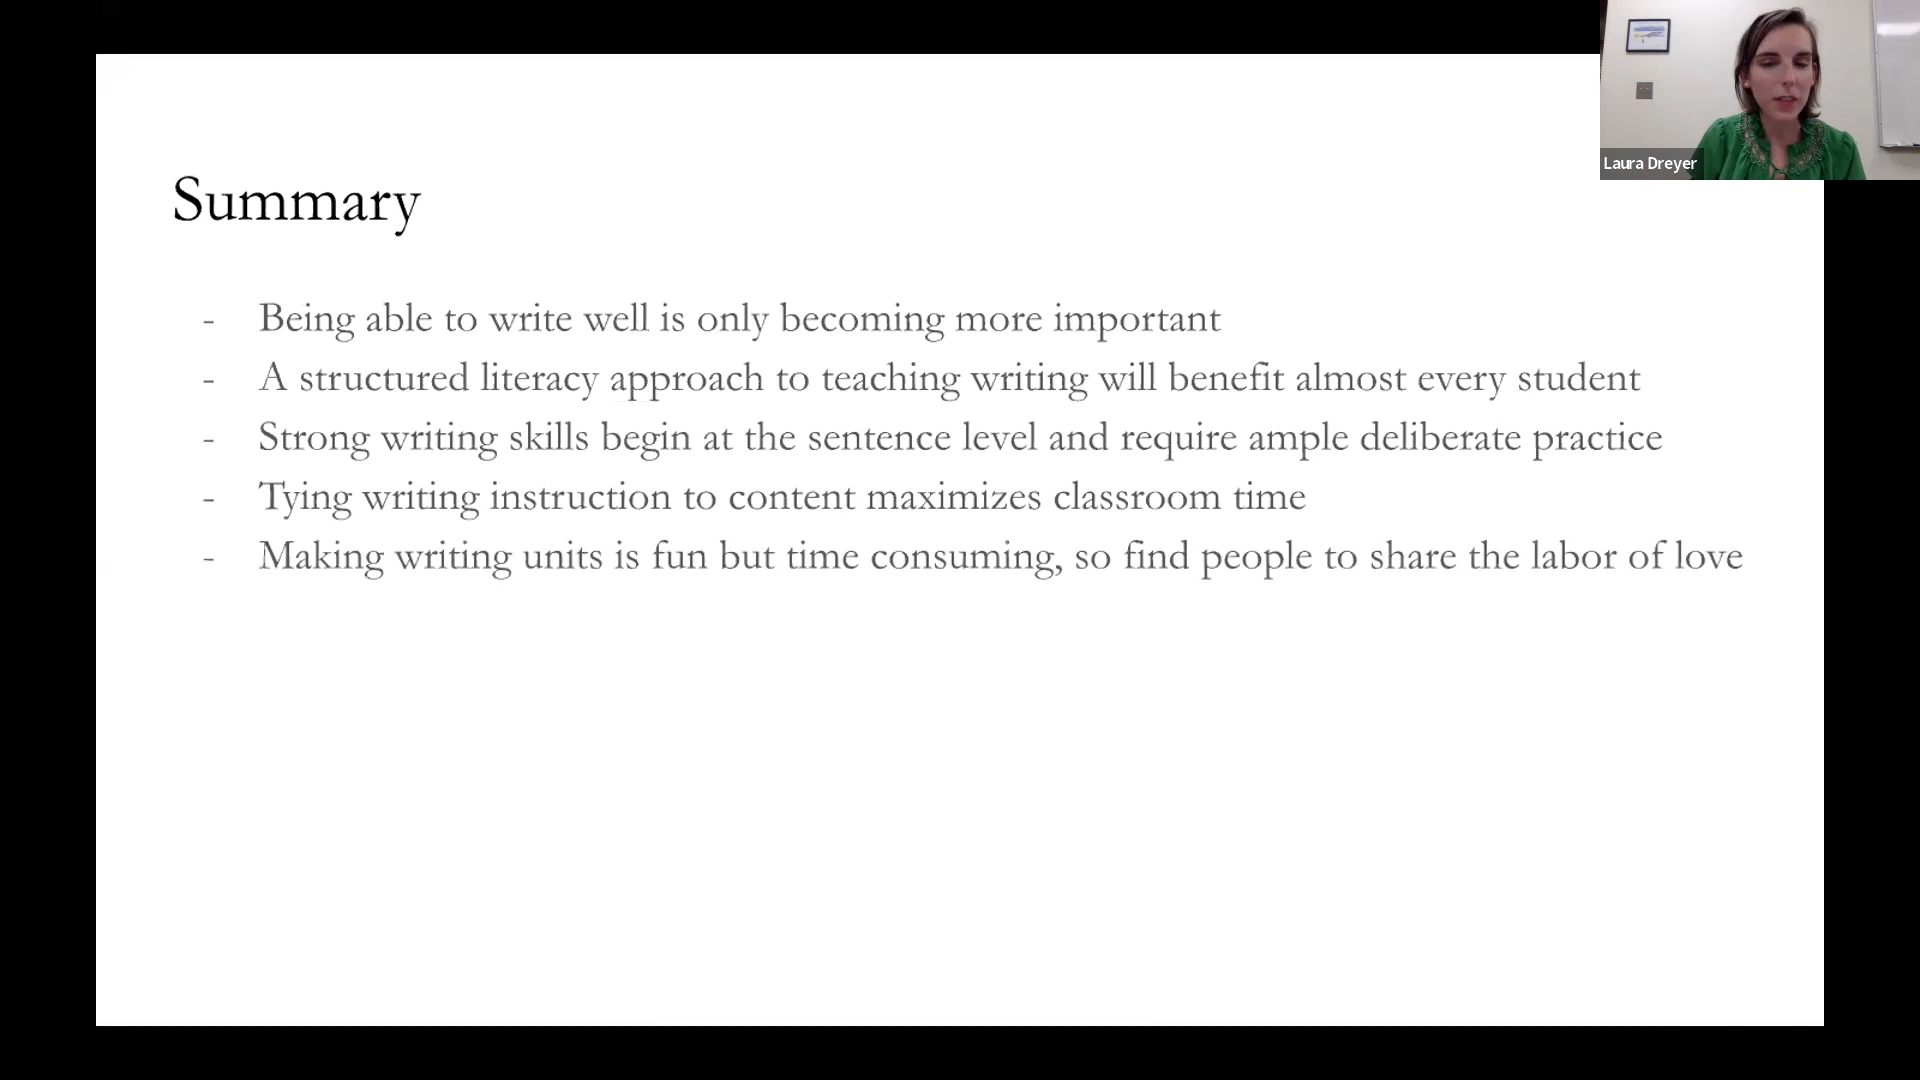 Laura Dreyer
Summary
- Being able to write well is only becoming more important
- A structured literacy approach to teaching writing will benefit almost every student
- Strong writing skills begin at the sentence level and require ample deliberate practice
- Tying writing instruction to content maximizes classroom time
- Making writing units is fun but time consuming, so find people to share the labor of love